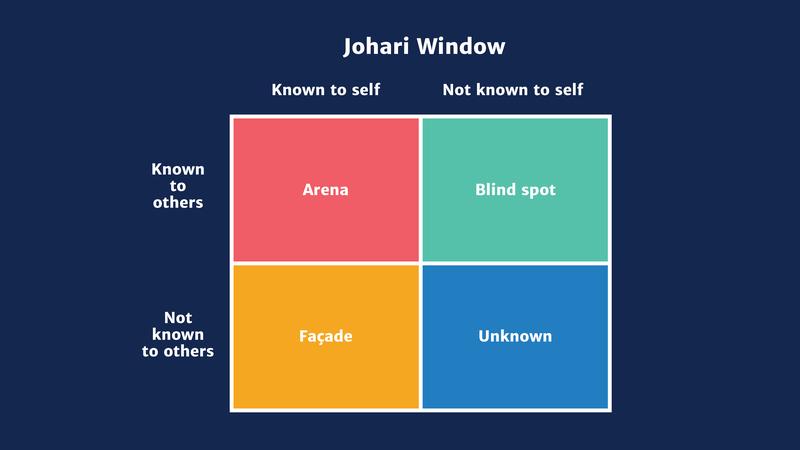 Johari Window
Known to self
Not known to self
Known
to
others
Arena
Blind spot
Not
known
to others
Façade
Unknown